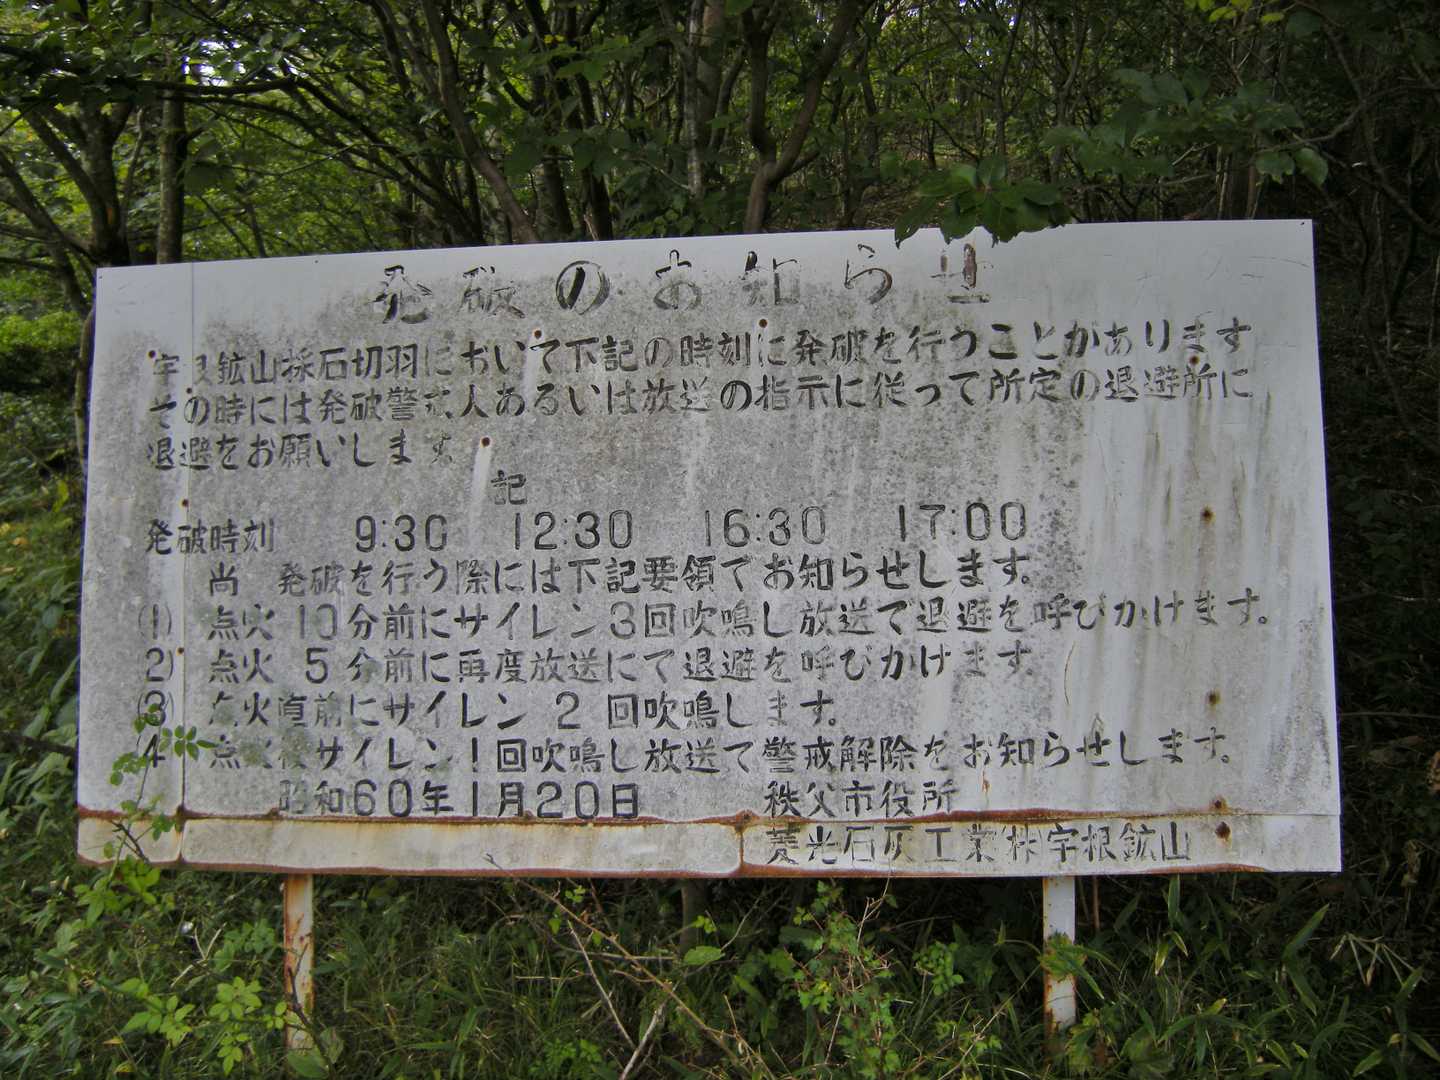 発破のお知らせ
宇根鉱山採石切羽において下記の時刻に発破を行うことがあります
その時には発破警戒人あるいは放送の指示に従って所定の退避所に
退避をお願いします
記
発破時刻 9:30 12:30 16:30 17:00
尚 発破を行う際には下記要領でお知らせします。
(1) 点火10分前にサイレン3回吹鳴し放送で退避を呼びかけます。
2) 点火 5分前に再度放送にて退避を呼びかけます。
(3) 点火直前にサイレン 2 回吹鳴します。
4 点火後サイレン1回吹鳴し放送で警戒解除をお知らせします。
昭和60年1月20日 秩父市役所
菱光石灰工業(株)宇根鉱山